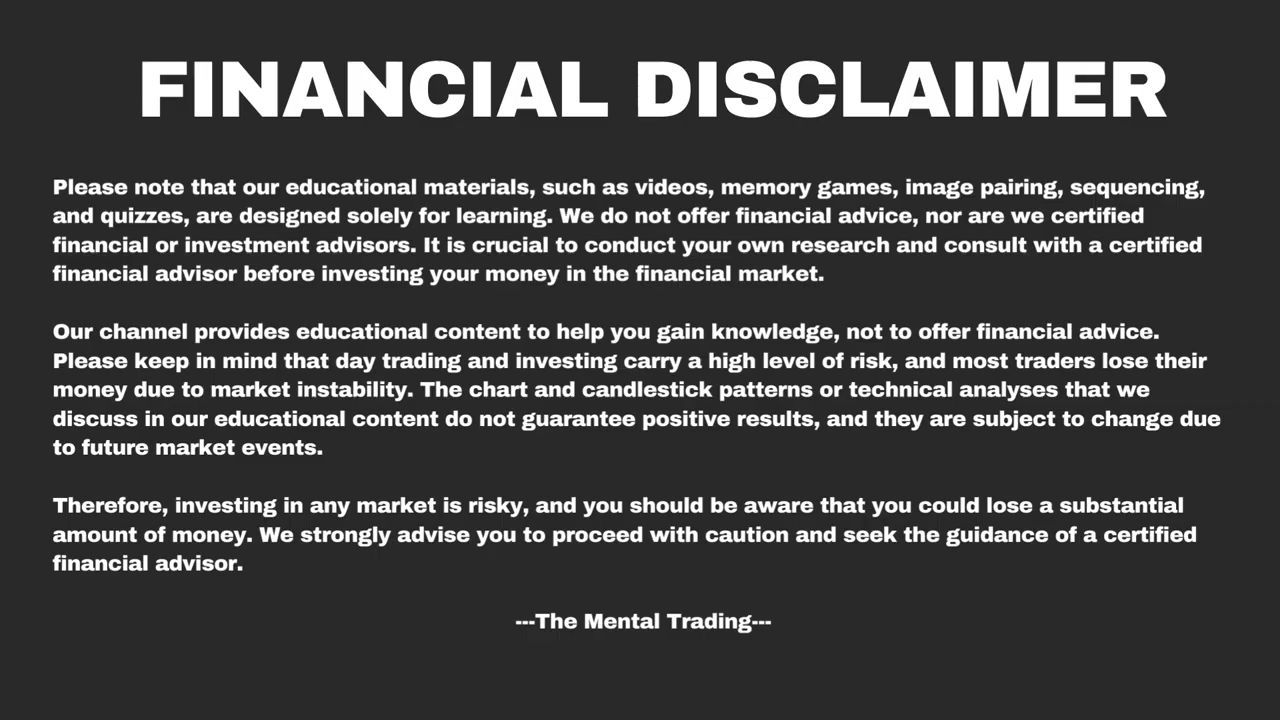 FINANCIAL DISCLAIMER
Please note that our educational materials, such as videos, memory games, image pairing, sequencing,
and quizzes, are designed solely for learning. We do not offer financial advice, nor are we certified
financial or investment advisors. It is crucial to conduct your own research and consult with a certified
financial advisor before investing your money in the financial market.
Our channel provides educational content to help you gain knowledge, not to offer financial advice.
Please keep in mind that day trading and investing carry a high level of risk, and most traders lose their
money due to market instability. The chart and candlestick patterns or technical analyses that we
discuss in our educational content do not guarantee positive results, and they are subject to change due
to future market events.
Therefore, investing in any market is risky, and you should be aware that you could lose a substantial
amount of money. We strongly advise you to proceed with caution and seek the guidance of a certified
financial advisor.
---The Mental Trading---